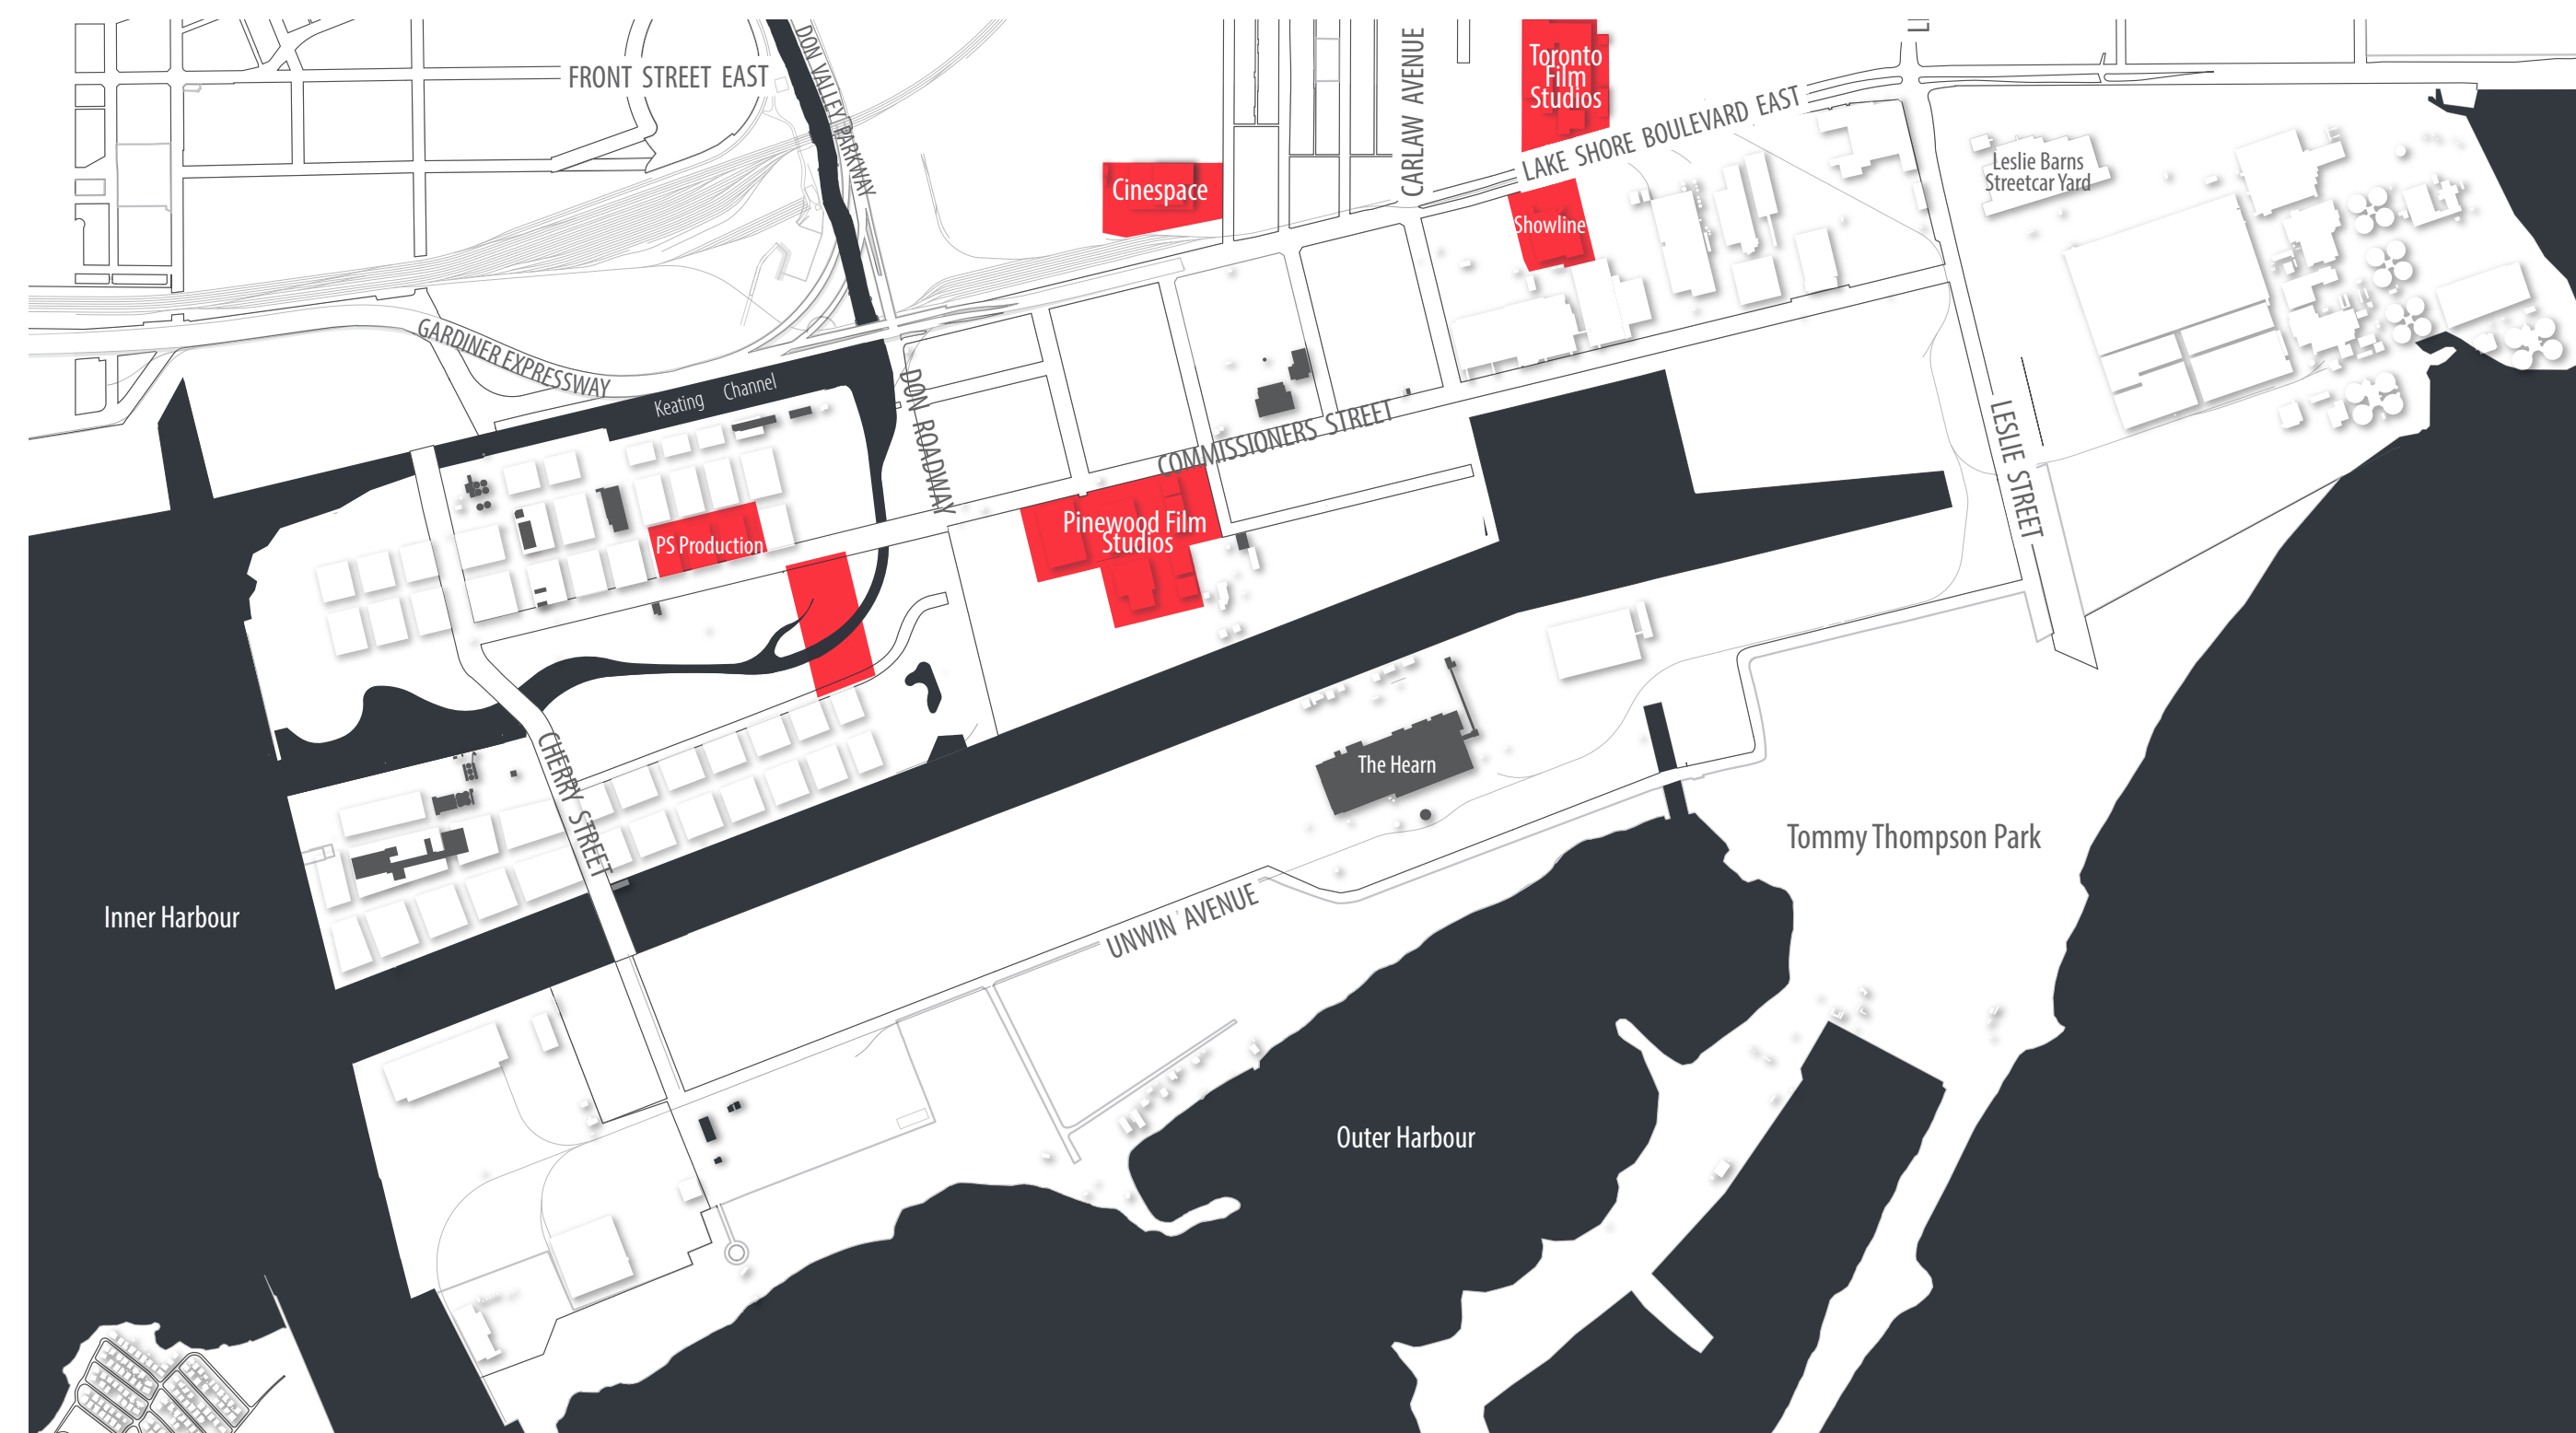 FRONT STREET EAST
DON VALLEY PARKWAY
CARLAW AVENUE
Toronto
Film
Studios
LAKE SHORE BOULEVARD EAST
Cinespace
Showline
Leslie Barns
Streetcar Yard
GARDINER EXPRESSWAY
Keating Channel
DON ROADWAY
COMMISSIONERS STREET
LESLIE STREET
Pinewood Film
Studios
PS Production
CHERRY STREET
The Hearn
Tommy Thompson Park
Inner Harbour
UNWIN AVENUE
Outer Harbour